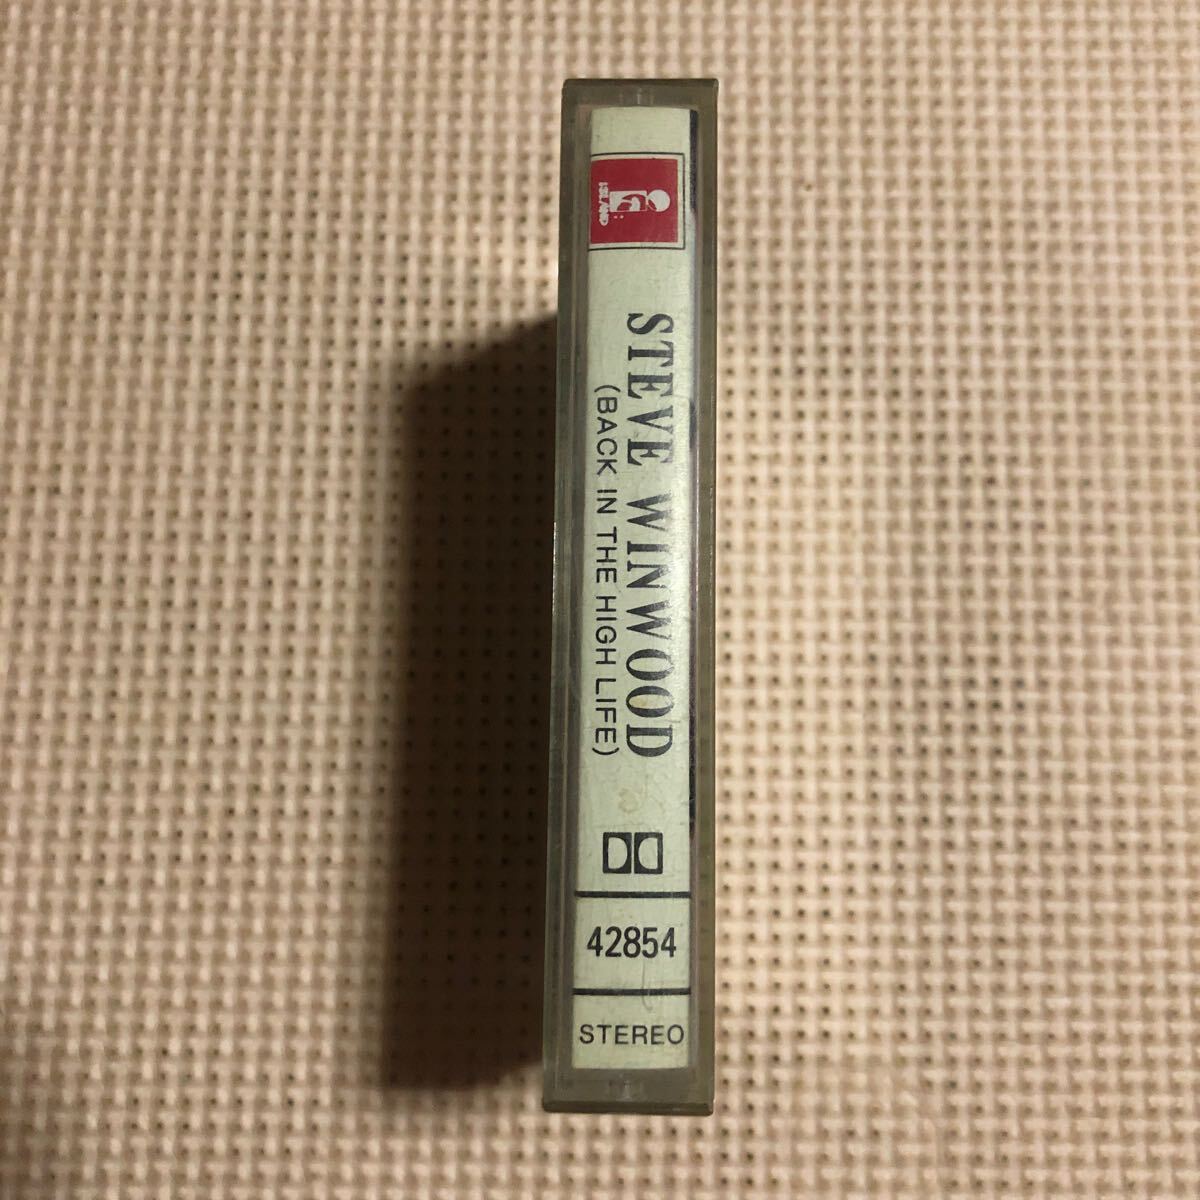 ISLAND
STEVE WINWOOD
(BACK IN THE HIGH LIFE)
42854
STEREO